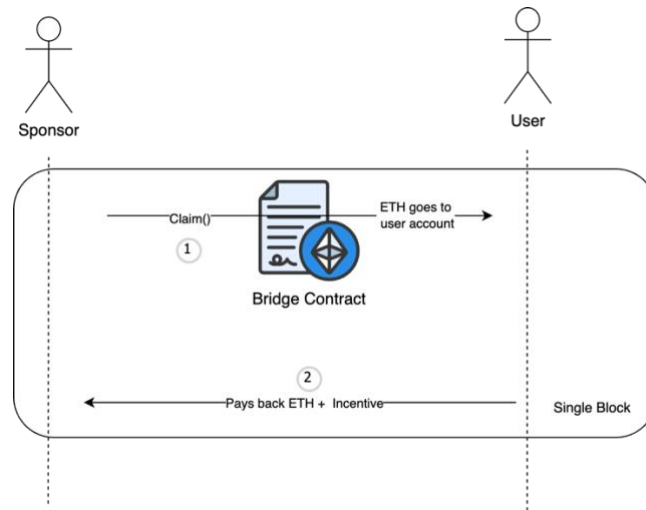 Sponsor
User
Claim()
ETH goes to
user account
1
Bridge Contract
2
Pays back ETH + Incentive
Single Block